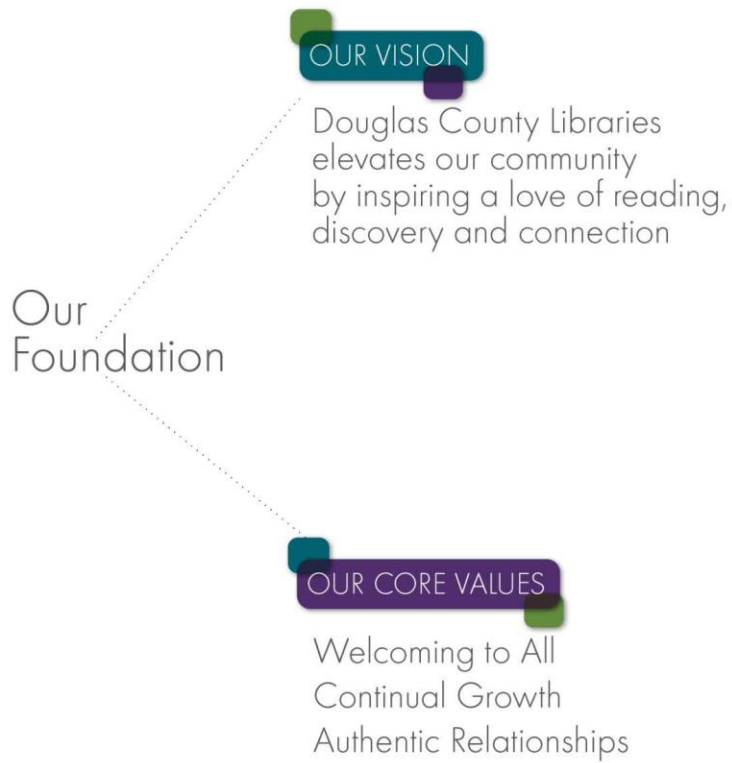 OUR VISION
Douglas County Libraries
elevates our community
by inspiring a love of reading,
discovery and connection
Our
Foundation
OUR CORE VALUES
Welcoming to All
Continual Growth
Authentic Relationships